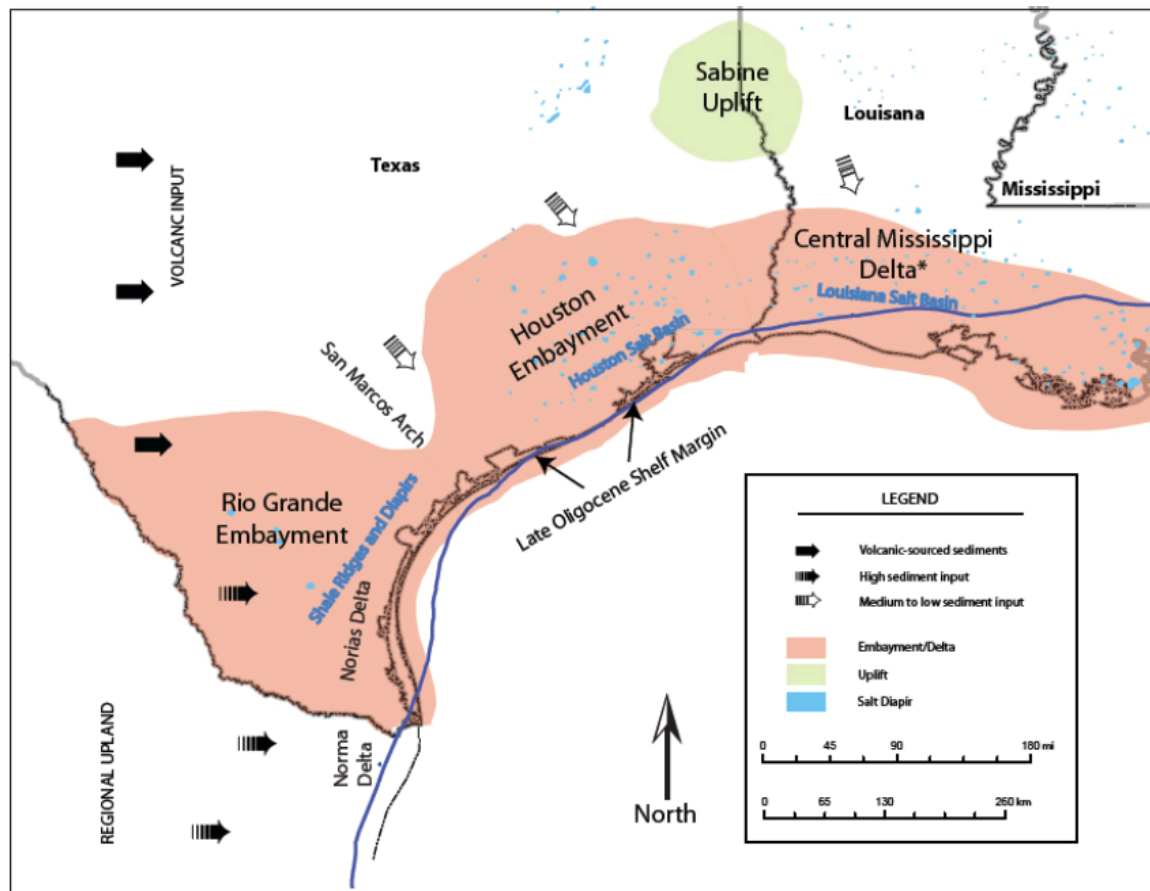 Sabine
Uplift
Louisana
Texas
Mississippi
VOLCANIC INPUT
Central Mississippi
Delta*
Louisiana Salt Basin
Houston
Embayment
Houston Salt Basin
San Marcos Arch
Late Oligocene Shelf Margin
Rio Grande
Embayment
Shale Ridges and Diapirs
Norias Delta
Norma
Delta
REGIONAL UPLAND
North
LEGEND
Volcanic-sourced sediments
High sediment input
Medium to low sediment input
Embayment/Delta
Uplift
Salt Diapir
0 45 90 180 mi
0 65 130 260 km